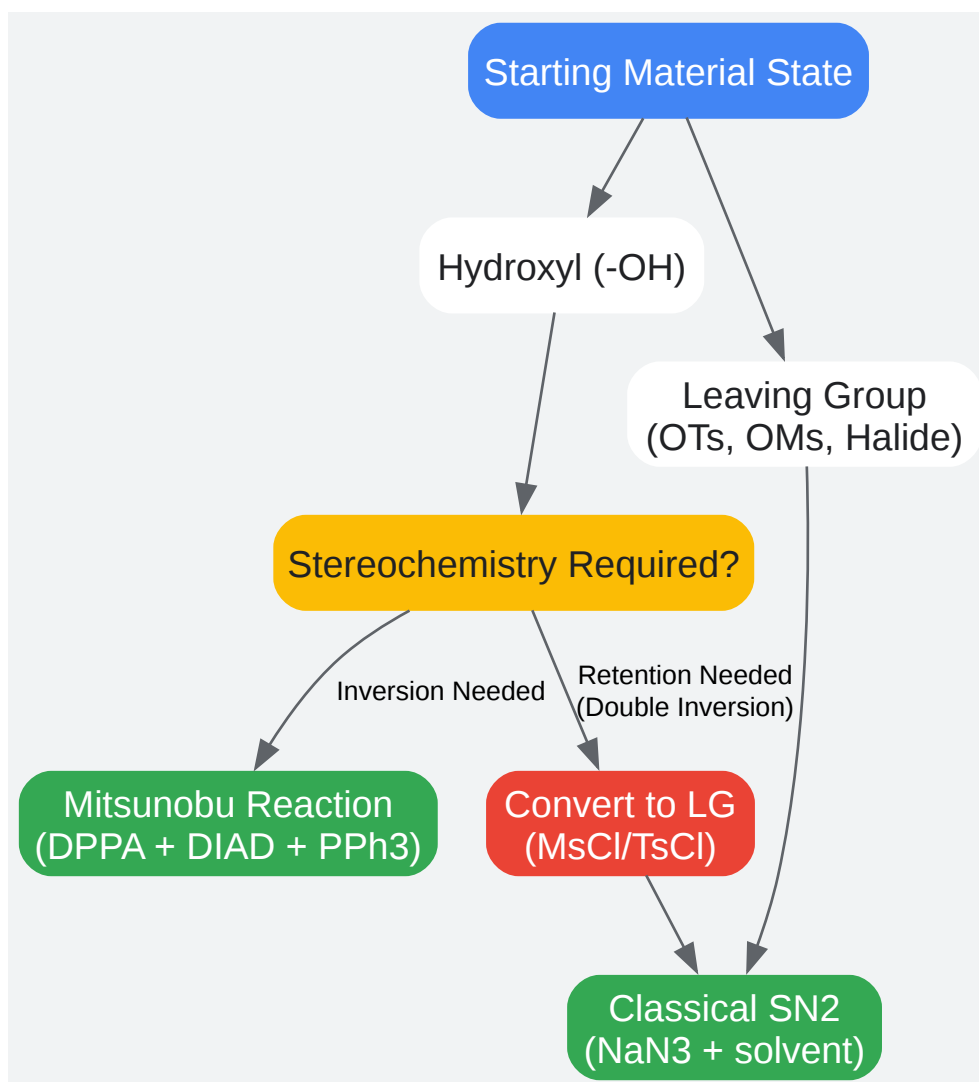 Starting Material State
Hydroxyl (-OH)
Leaving Group
(OTs, OMs, Halide)
Stereochemistry Required?
Inversion Needed
Retention Needed
(Double Inversion)
Mitsunobu Reaction
(DPPA + DIAD + PPh3)
Convert to LG
(MsCl/TsCl)
Classical SN2
(NaN3 + solvent)